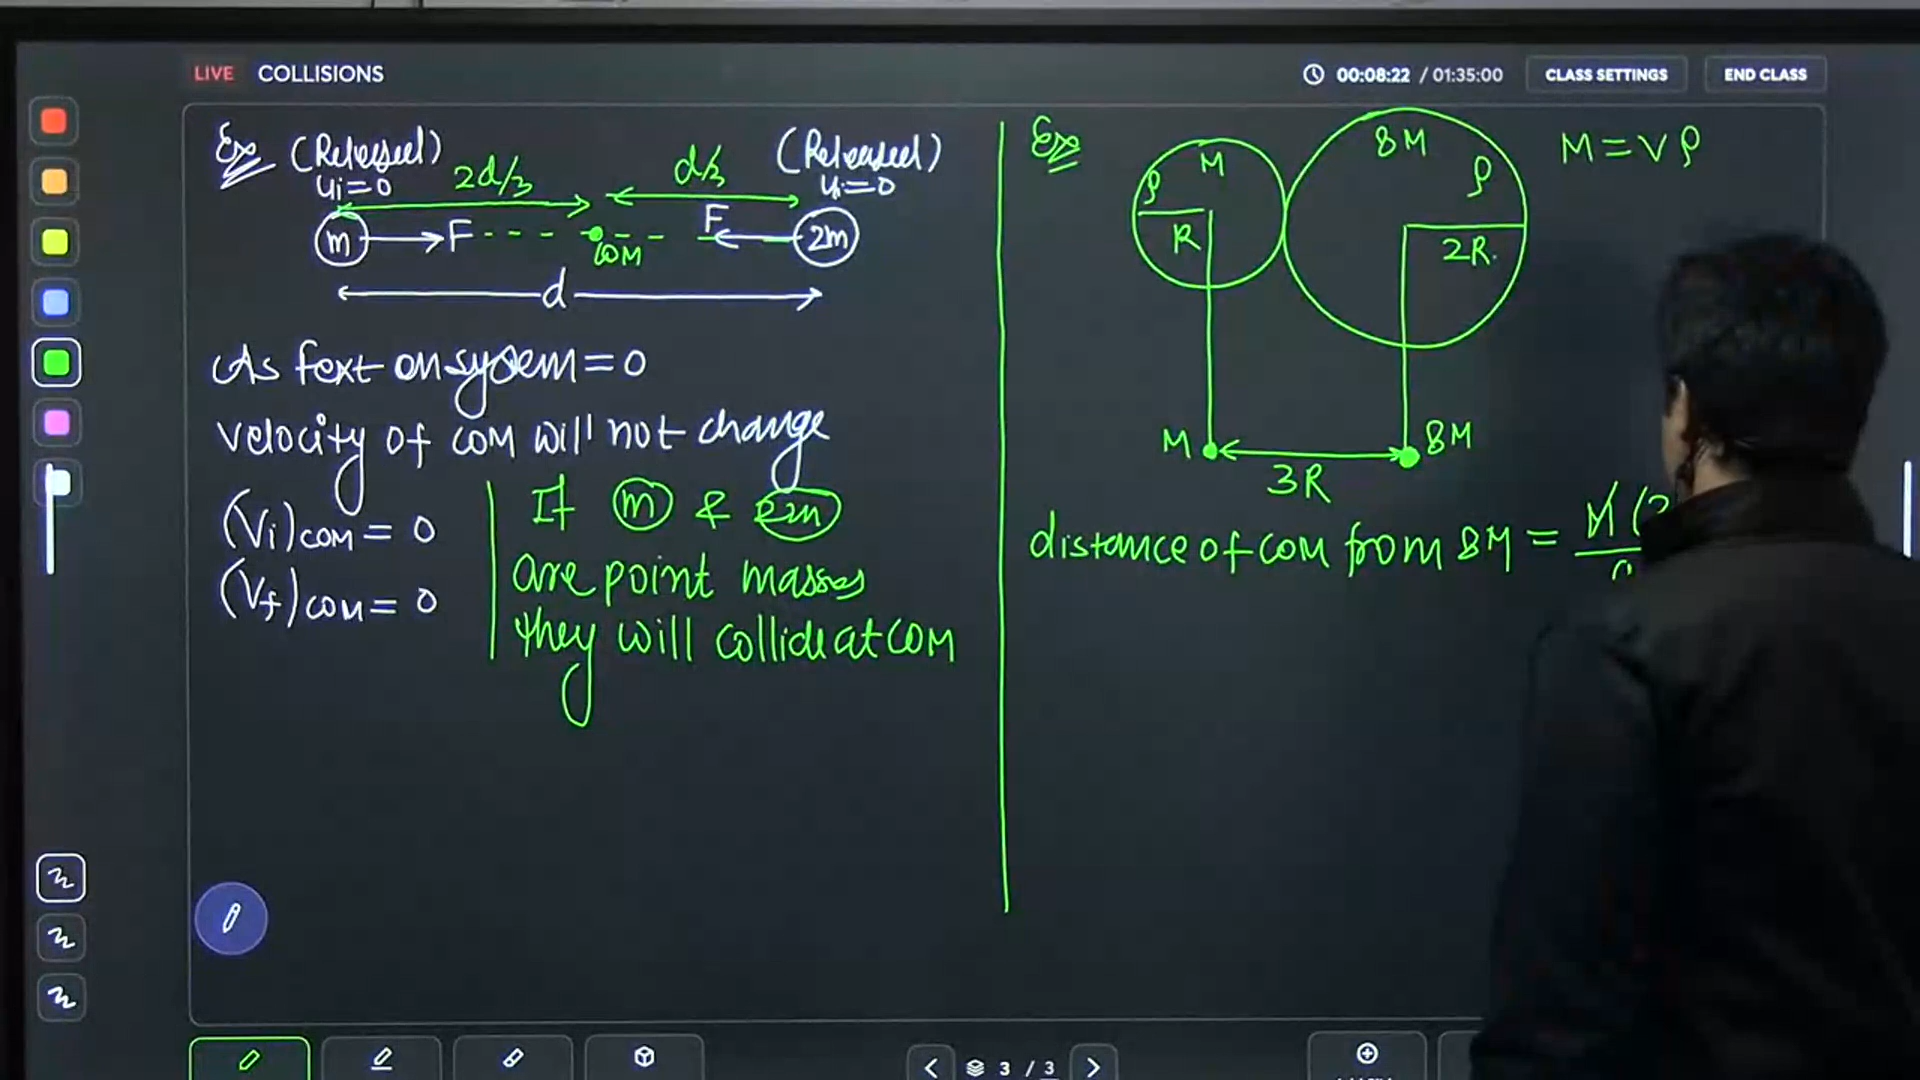 LIVE COLLISIONS
00:08:22 / 01:35:00 CLASS SETTINGS END CLASS
Ex (Released) (Released)
ui=0 2d/3 d/3 ui=0
m F COM F 2m
d
As fext on system = 0
velocity of COM will not change
(Vi)COM = 0
(Vf)COM = 0
If m & 2m
are point masses
they will collide at COM
Ex M 8M M = Vρ
ρ ρ
R 2R.
M 8M
3R
distance of COM from 8M = M(
3 / 3